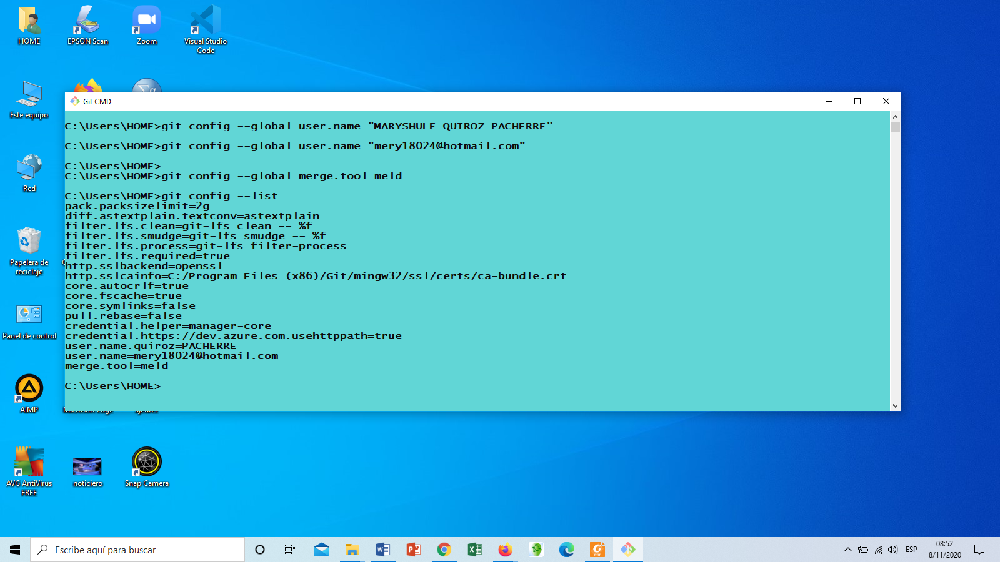 HOME
EPSON Scan
Zoom
Visual Studio
Code
Este equipo
Red
Papelera de
reciclaje
Panel de control
AIMP
AVG AntiVirus
FREE
noticiero
Snap Camera
Git CMD
C:\Users\HOME>git config --global user.name "MARYSHULE QUIROZ PACHERRE"
C:\Users\HOME>git config --global user.name "mery18024@hotmail.com"
C:\Users\HOME>
C:\Users\HOME>git config --global merge.tool meld
C:\Users\HOME>git config --list
pack.packsizelimit=2g
diff.astextplain.textconv=astextplain
filter.lfs.clean=git-lfs clean -- %f
filter.lfs.smudge=git-lfs smudge -- %f
filter.lfs.process=git-lfs filter-process
filter.lfs.required=true
http.sslbackend=openssl
http.sslcainfo=C:/Program Files (x86)/Git/mingw32/ssl/certs/ca-bundle.crt
core.autocrlf=true
core.fscache=true
core.symlinks=false
pull.rebase=false
credential.helper=manager-core
credential.https://dev.azure.com.usehttppath=true
user.name.quiroz=PACHERRE
user.name=mery18024@hotmail.com
merge.tool=meld
C:\Users\HOME>
Microsoft Edge
ajedrez
Escribe aquí para buscar
ESP
08:52
8/11/2020